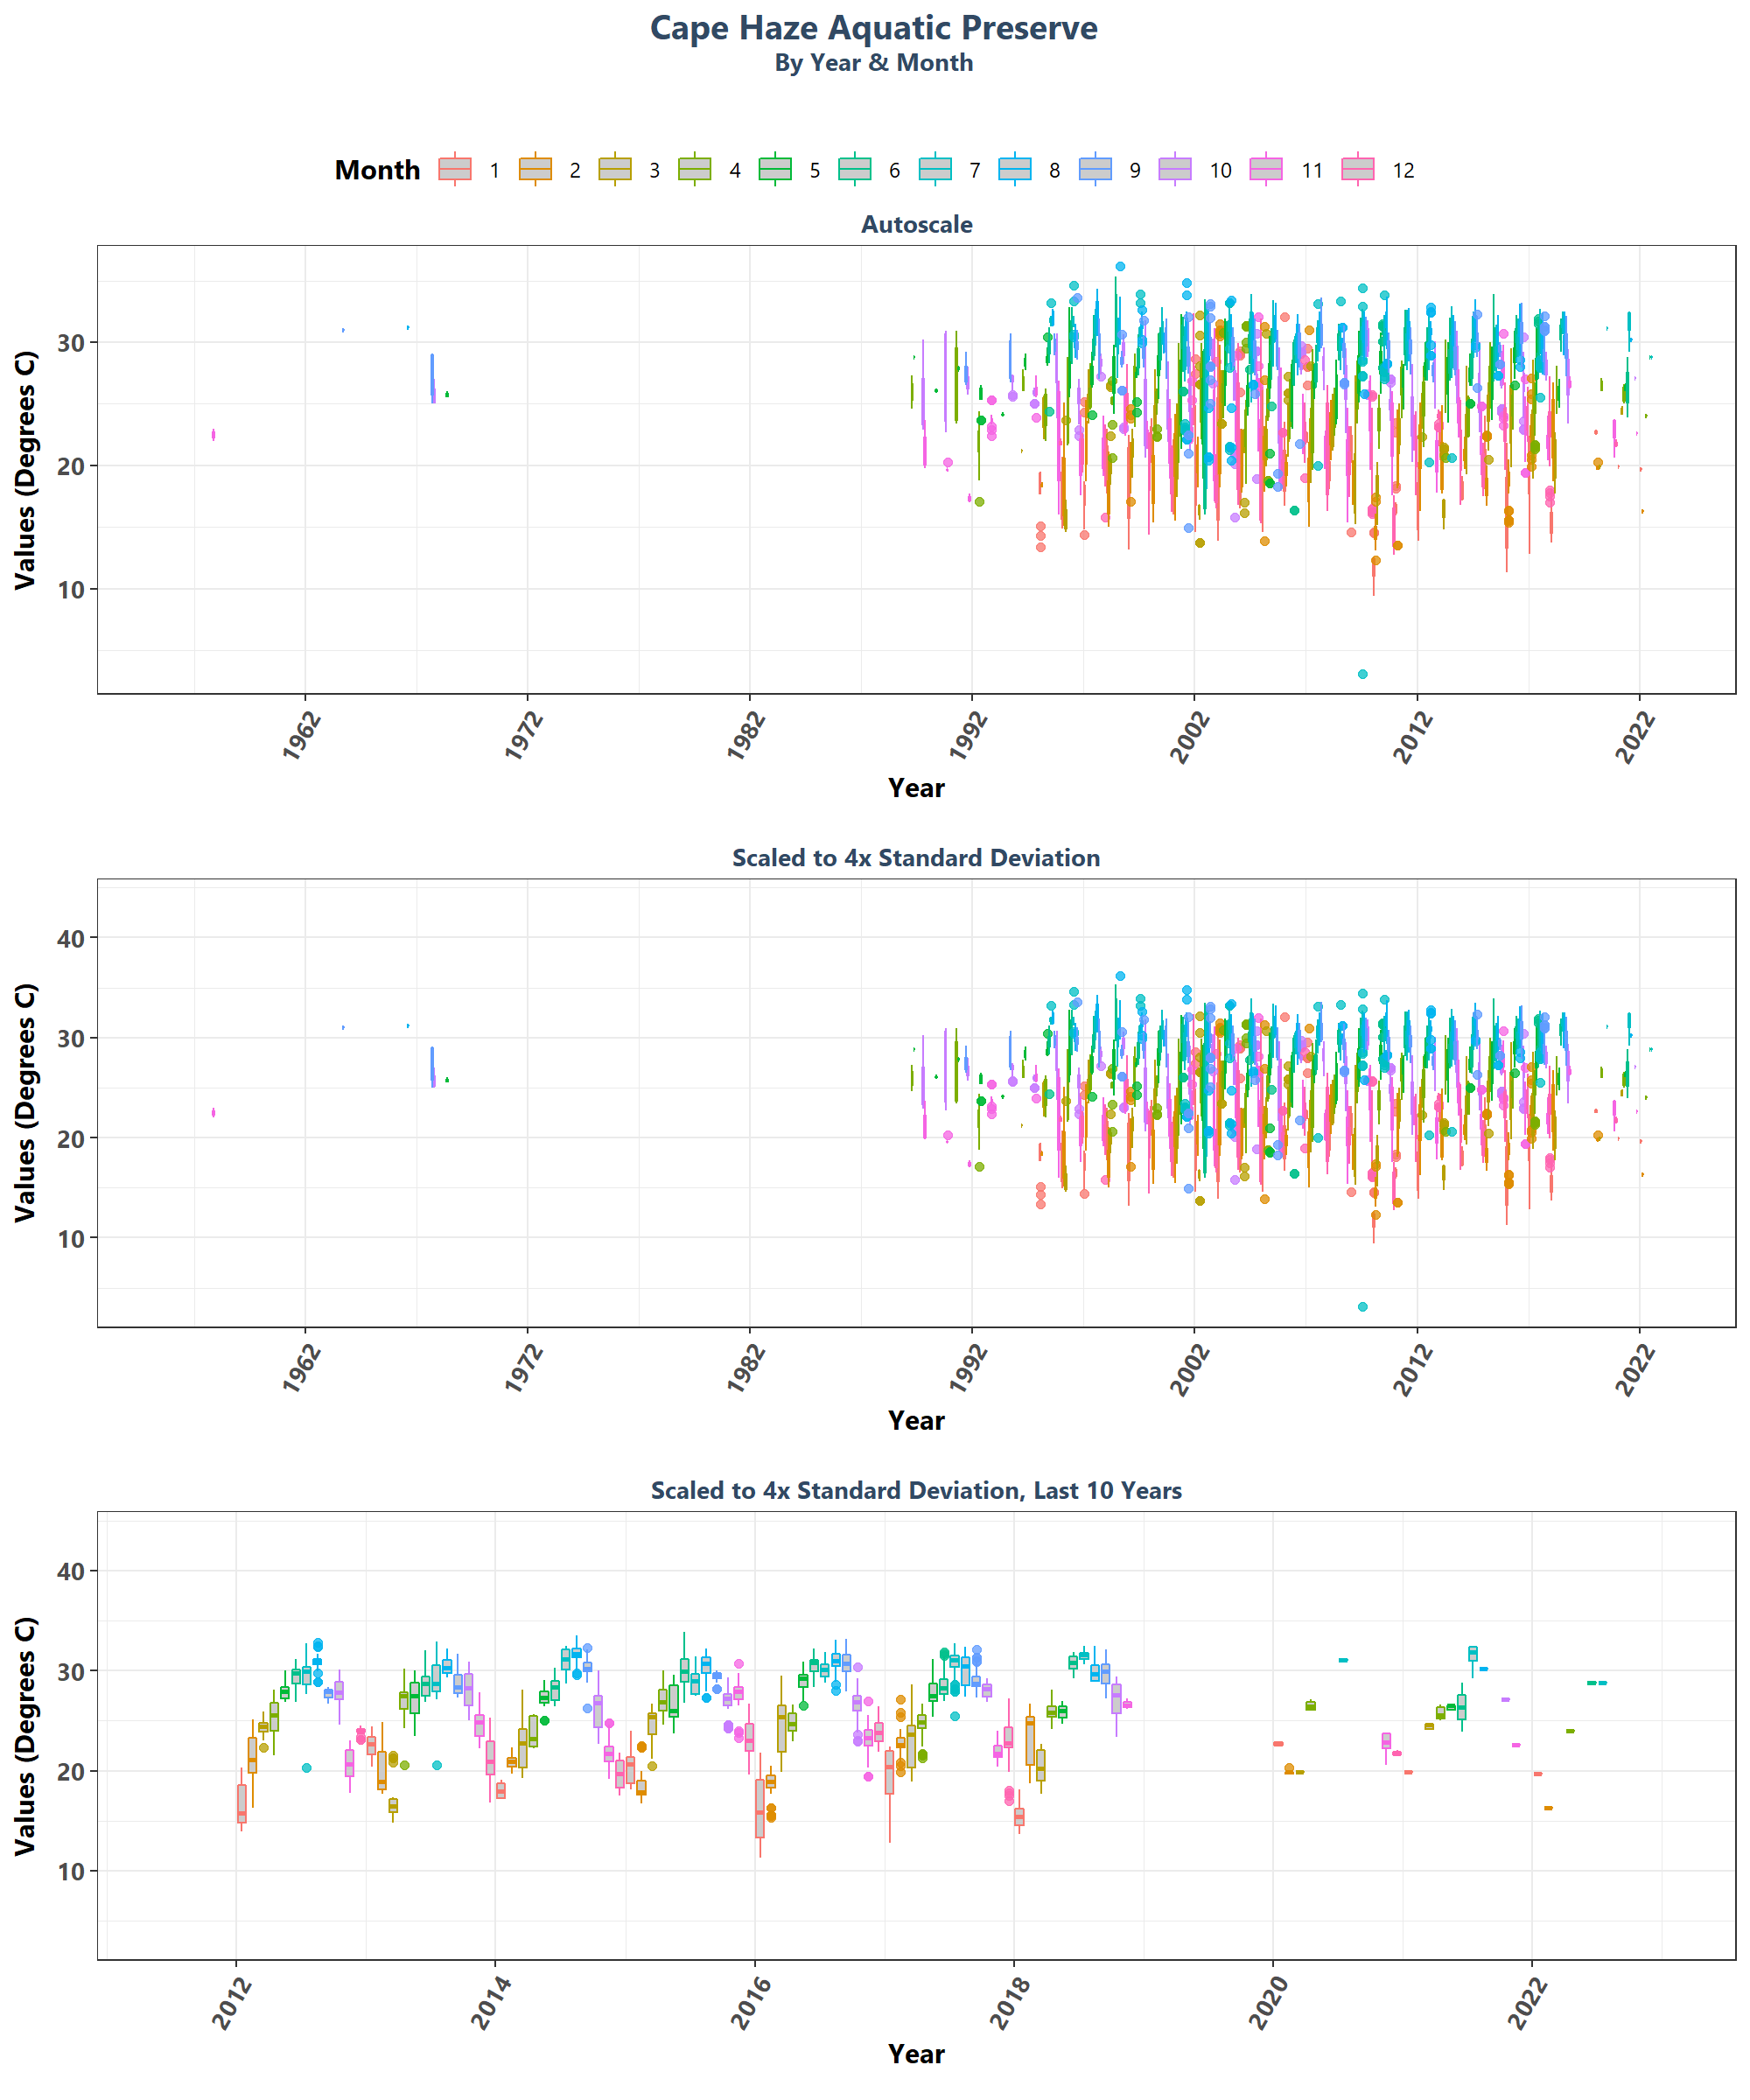 Cape Haze Aquatic Preserve
By Year & Month
Month 1 2 3 4 5 6 7 8 9 10 11 12
Autoscale
Values (Degrees C)
30
20
10
1962 1972 1982 1992 2002 2012 2022
Year
Scaled to 4x Standard Deviation
Values (Degrees C)
40
30
20
10
1962 1972 1982 1992 2002 2012 2022
Year
Scaled to 4x Standard Deviation, Last 10 Years
Values (Degrees C)
40
30
20
10
2012 2014 2016 2018 2020 2022
Year